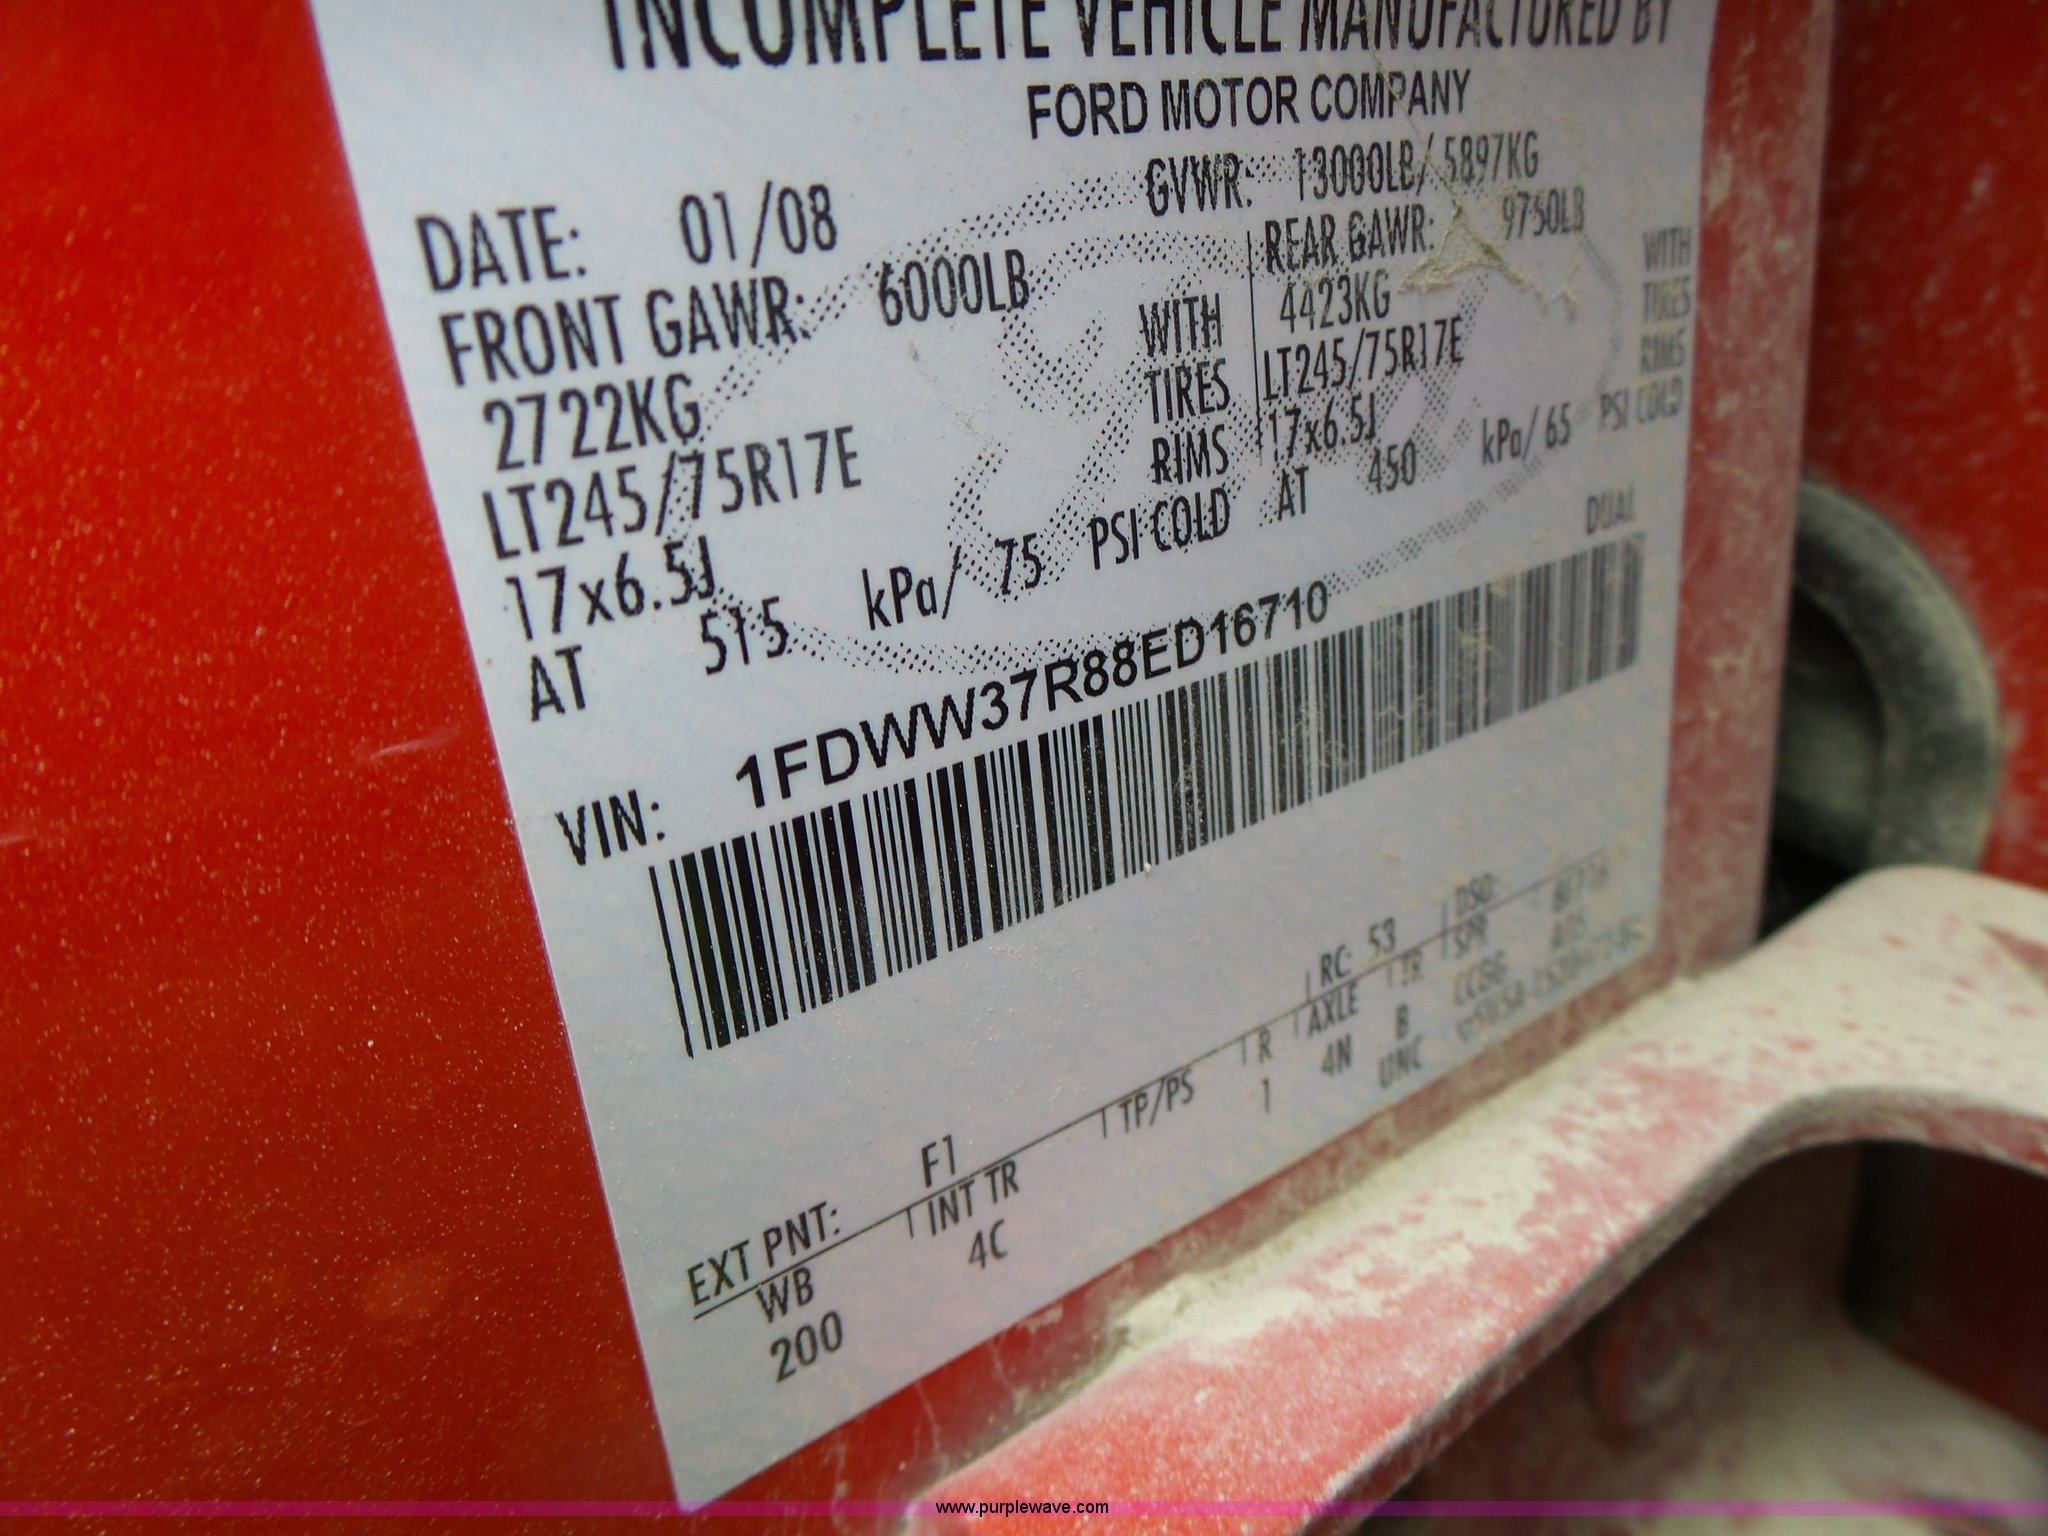 INCOMPLETE VEHICLE MANUFACTURED BY
FORD MOTOR COMPANY
DATE: 01/08 GVWR: 13000LB/ 5897KG
FRONT GAWR: 6000LB REAR GAWR: 9750LB
2722KG WITH 4423KG WITH
LT245/75R17E TIRES LT245/75R17E TIRES
17x6.5J RIMS 17x6.5J RIMS
AT 515 kPa/ 75 PSI COLD AT 450 kPa/ 65 PSI COLD
DUAL
VIN: 1FDWW37R88ED16710
EXT PNT: F1 RC: 53 DSO:
WB INT TR TP/PS R AXLE TR SPR
200 4C 1 4N B CCGG
UNC
www.purplewave.com